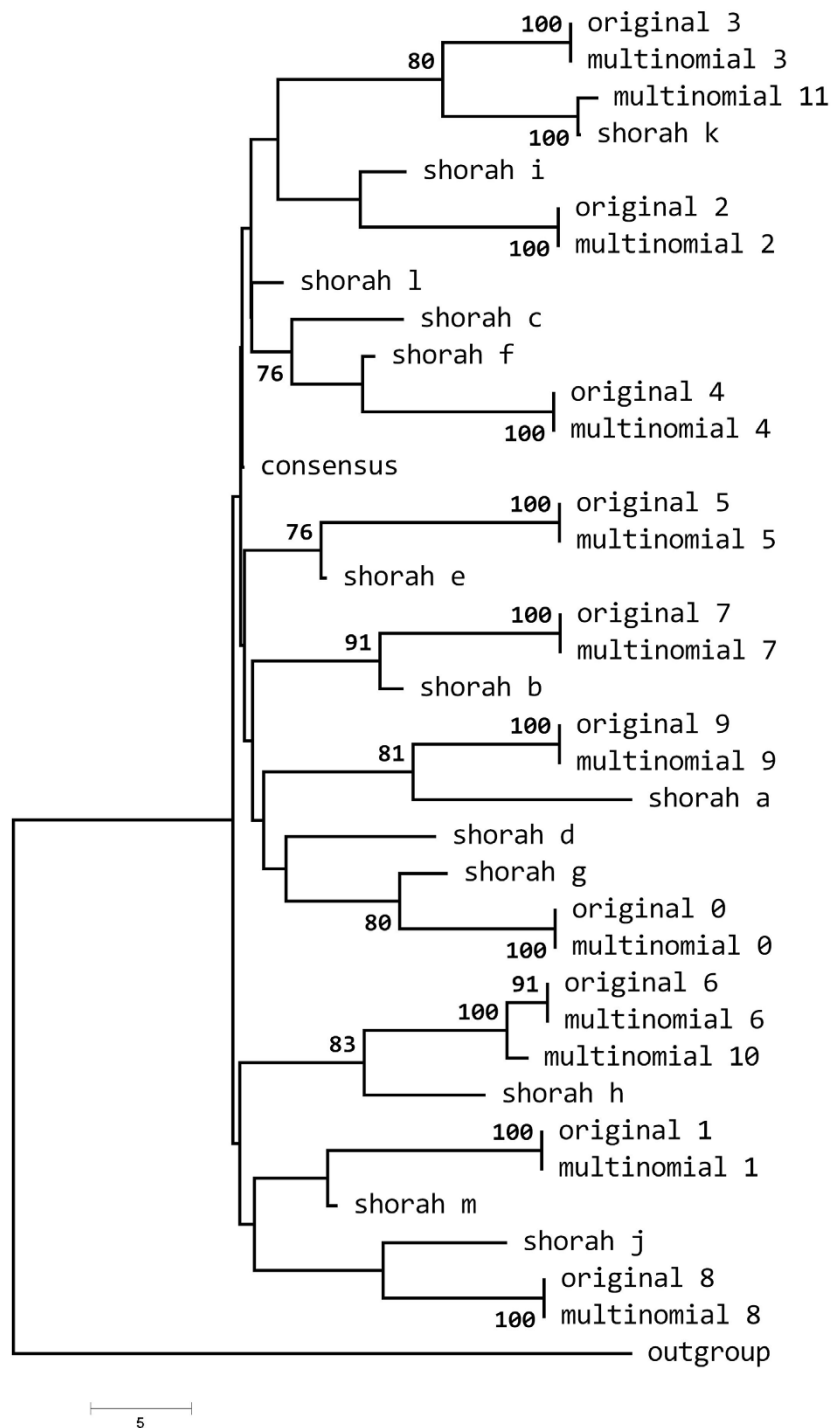 100 original 3
80 multinomial 3
multinomial 11
100 shorah k
shorah i
original 2
100 multinomial 2
shorah l
shorah c
76 shorah f
original 4
100 multinomial 4
consensus
100 original 5
76 multinomial 5
shorah e
100 original 7
91 multinomial 7
shorah b
100 original 9
81 multinomial 9
shorah a
shorah d
shorah g
80 original 0
100 multinomial 0
91 original 6
100 multinomial 6
83 multinomial 10
shorah h
100 original 1
multinomial 1
shorah m
shorah j
original 8
100 multinomial 8
outgroup
5